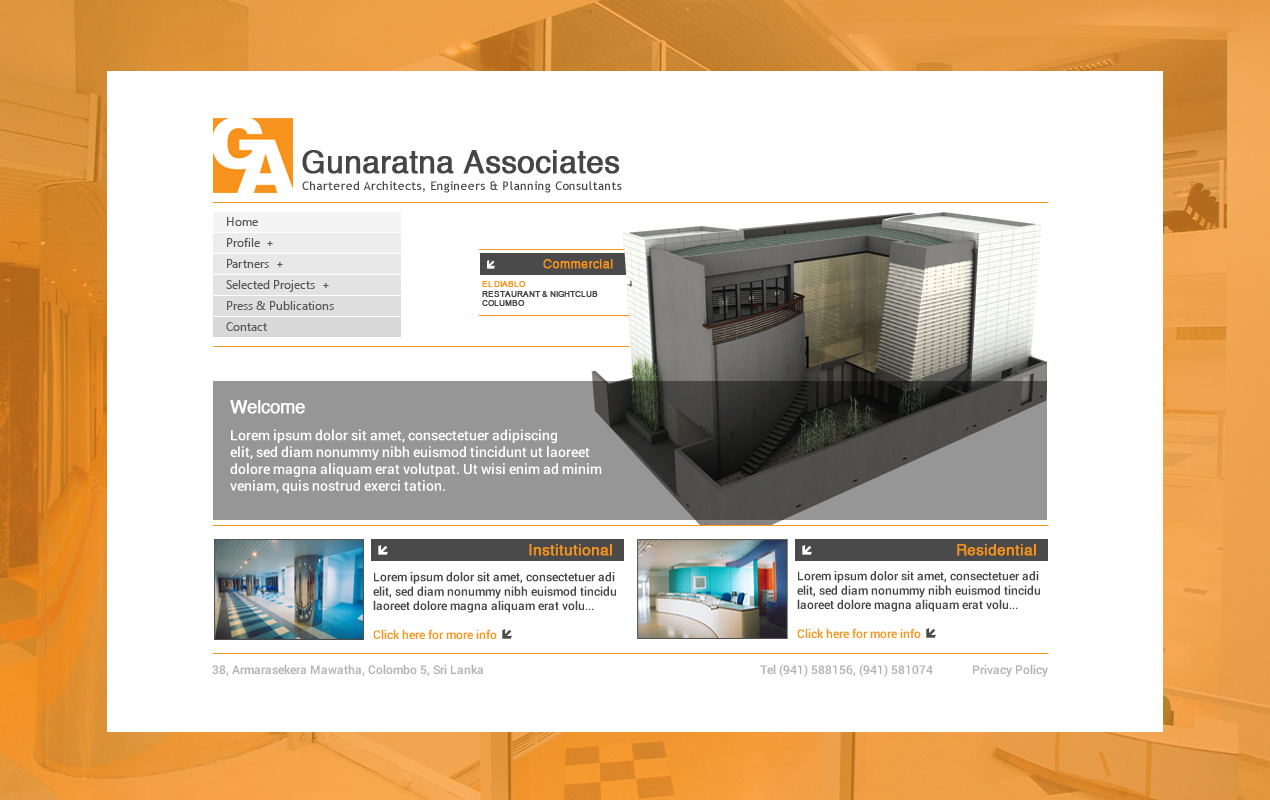 GA
Gunaratna Associates
Chartered Architects, Engineers & Planning Consultants
Home
Profile +
Partners +
Selected Projects +
Press & Publications
Contact
Commercial
EL DIABLO
RESTAURANT & NIGHTCLUB
COLUMBO
Welcome
Lorem ipsum dolor sit amet, consectetuer adipiscing
elit, sed diam nonummy nibh euismod tincidunt ut laoreet
dolore magna aliquam erat volutpat. Ut wisi enim ad minim
veniam, quis nostrud exerci tation.
Institutional
Lorem ipsum dolor sit amet, consectetuer adi
elit, sed diam nonummy nibh euismod tincidu
laoreet dolore magna aliquam erat volu...
Click here for more info
Residential
Lorem ipsum dolor sit amet, consectetuer adi
elit, sed diam nonummy nibh euismod tincidu
laoreet dolore magna aliquam erat volu...
Click here for more info
38, Armarasekera Mawatha, Colombo 5, Sri Lanka
Tel (941) 588156, (941) 581074
Privacy Policy